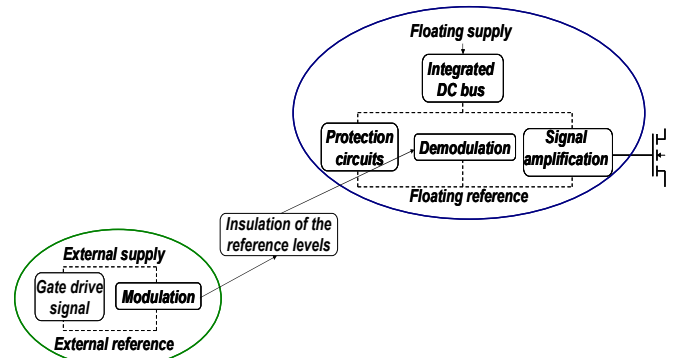 Floating supply
Integrated
DC bus
Protection
circuits
Demodulation
Signal
amplification
Floating reference
Insulation of the
reference levels
External supply
Gate drive
signal
Modulation
External reference